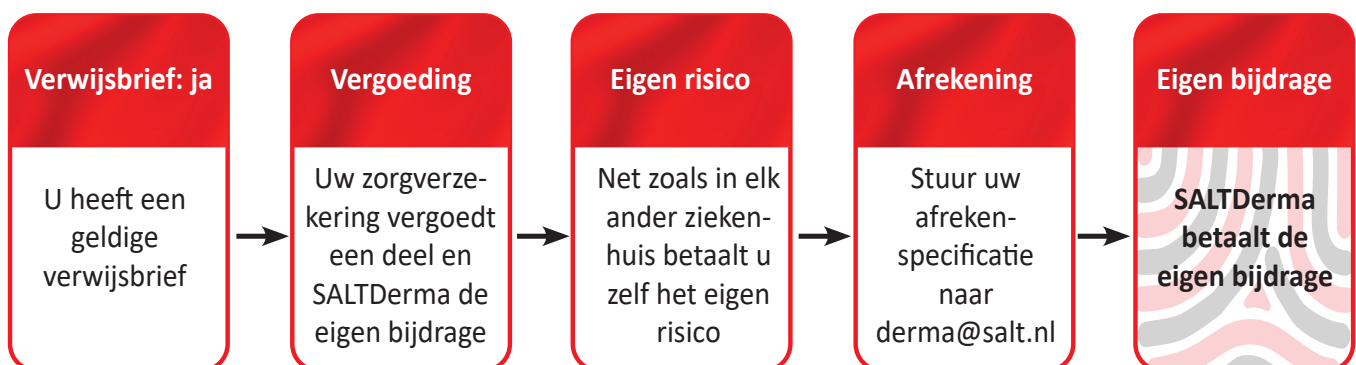 Verwijsbrief: ja
U heeft een
geldige
verwijsbrief
Vergoeding
Uw zorgverze-
kering vergoedt
een deel en
SALTDerma de
eigen bijdrage
Eigen risico
Net zoals in elk
ander zieken-
huis betaalt u
zelf het eigen
risico
Afrekening
Stuur uw
afreken-
specificatie
naar
derma@salt.nl
Eigen bijdrage
SALTDerma
betaalt de
eigen bijdrage